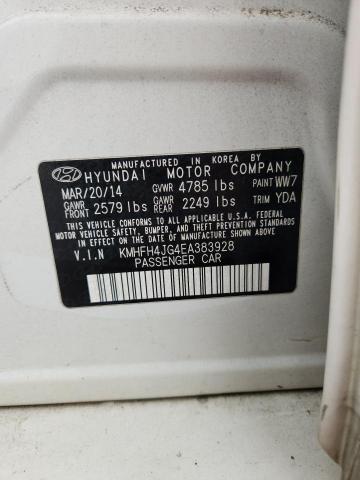 MANUFACTURED IN KOREA BY
HYUNDAI MOTOR COMPANY
MAR/20/14 GVWR 4785 lbs PAINT WW7
GAWR FRONT 2579 lbs GAWR REAR 2249 lbs TRIM YDA
THIS VEHICLE CONFORMS TO ALL APPLICABLE U.S.A. FEDERAL
MOTOR VEHICLE SAFETY, BUMPER, AND THEFT PREVENTION
STANDARDS IN EFFECT ON THE DATE OF MANUFACTURE SHOWN ABOVE.
V.I.N KMHFH4JG4EA383928
PASSENGER CAR